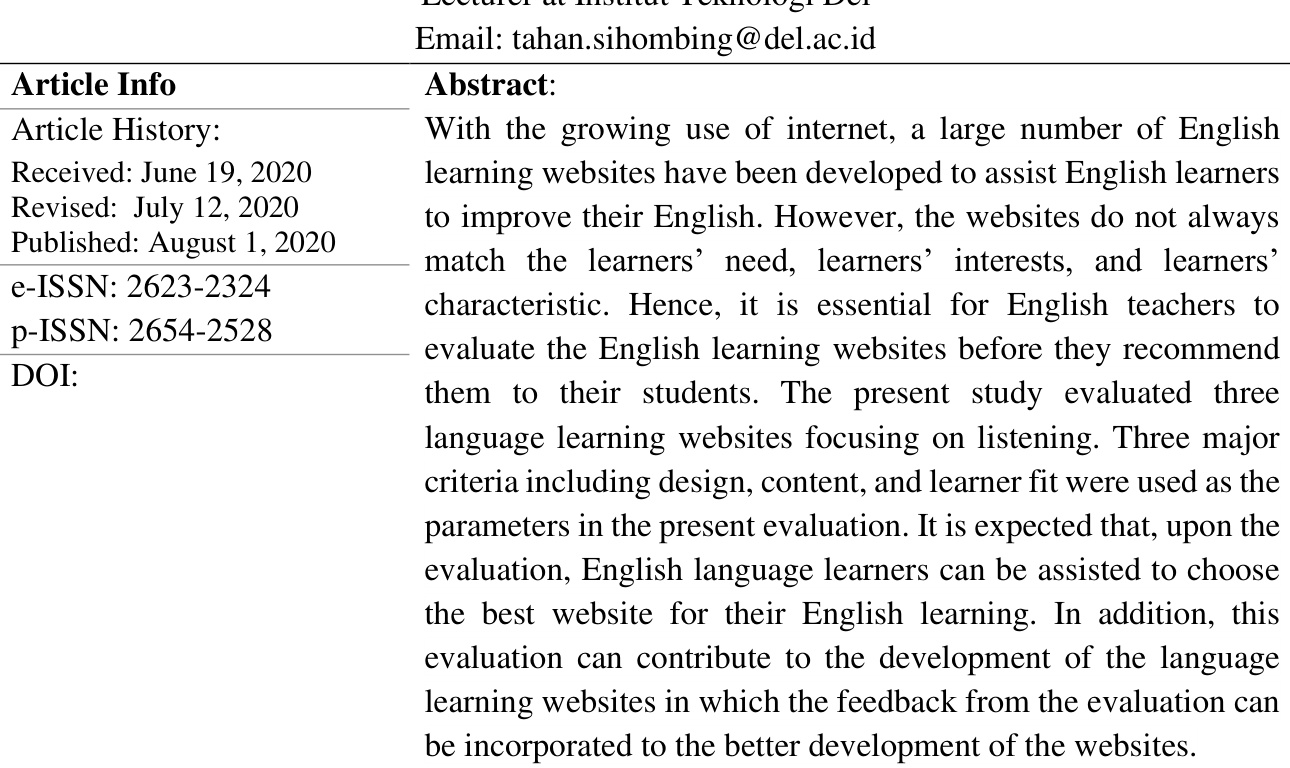 Lecturer at Institut Teknologi Del
Email: tahan.sihombing@del.ac.id
Article Info
Article History:
Received: June 19, 2020
Revised:  July 12, 2020
Published: August 1, 2020
e-ISSN: 2623-2324
p-ISSN: 2654-2528
DOI:
Abstract:
With the growing use of internet, a large number of English
learning websites have been developed to assist English learners
to improve their English. However, the websites do not always
match the learners’ need, learners’ interests, and learners’
characteristic. Hence, it is essential for English teachers to
evaluate the English learning websites before they recommend
them to their students. The present study evaluated three
language learning websites focusing on listening. Three major
criteria including design, content, and learner fit were used as the
parameters in the present evaluation. It is expected that, upon the
evaluation, English language learners can be assisted to choose
the best website for their English learning. In addition, this
evaluation can contribute to the development of the language
learning websites in which the feedback from the evaluation can
be incorporated to the better development of the websites.